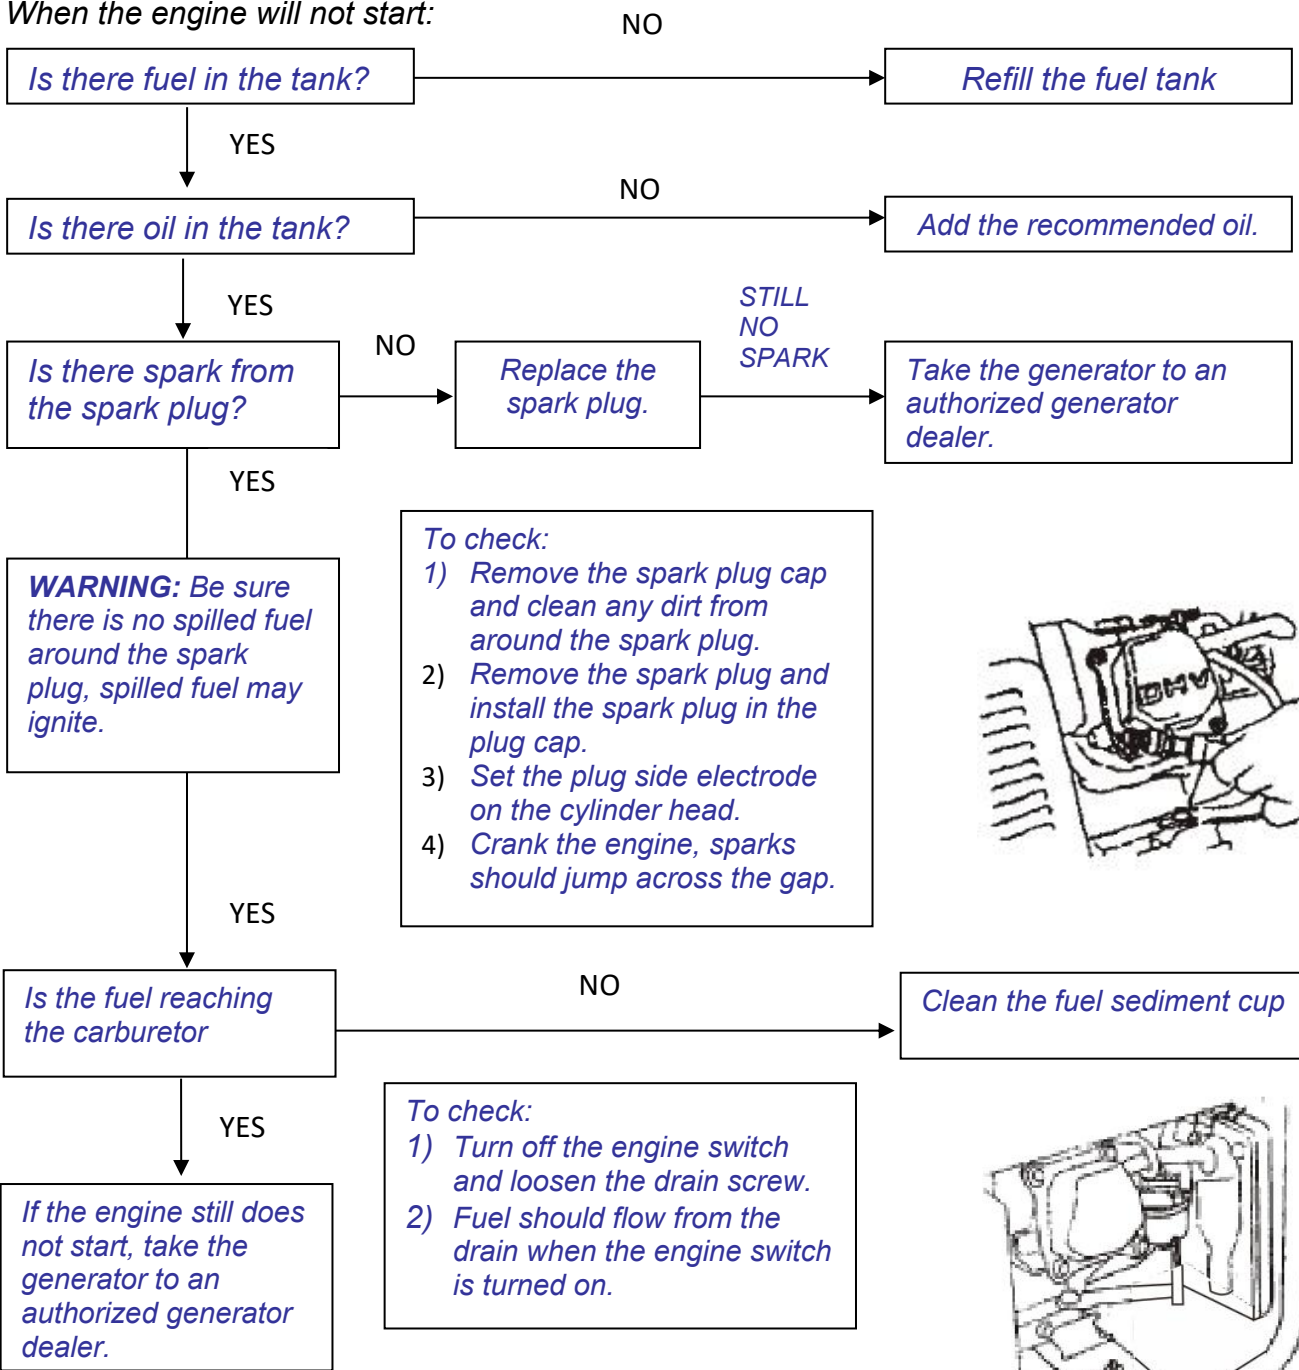 When the engine will not start:
NO
Is there fuel in the tank?
Refill the fuel tank
YES
NO
Is there oil in the tank?
Add the recommended oil.
YES
NO
STILL
NO
SPARK
Is there spark from
the spark plug?
Replace the
spark plug.
Take the generator to an
authorized generator
dealer.
YES
WARNING: Be sure
there is no spilled fuel
around the spark
plug, spilled fuel may
ignite.
To check:
1) Remove the spark plug cap
and clean any dirt from
around the spark plug.
2) Remove the spark plug and
install the spark plug in the
plug cap.
3) Set the plug side electrode
on the cylinder head.
4) Crank the engine, sparks
should jump across the gap.
OHV
YES
Is the fuel reaching
the carburetor
NO
Clean the fuel sediment cup
YES
To check:
1) Turn off the engine switch
and loosen the drain screw.
2) Fuel should flow from the
drain when the engine switch
is turned on.
If the engine still does
not start, take the
generator to an
authorized generator
dealer.